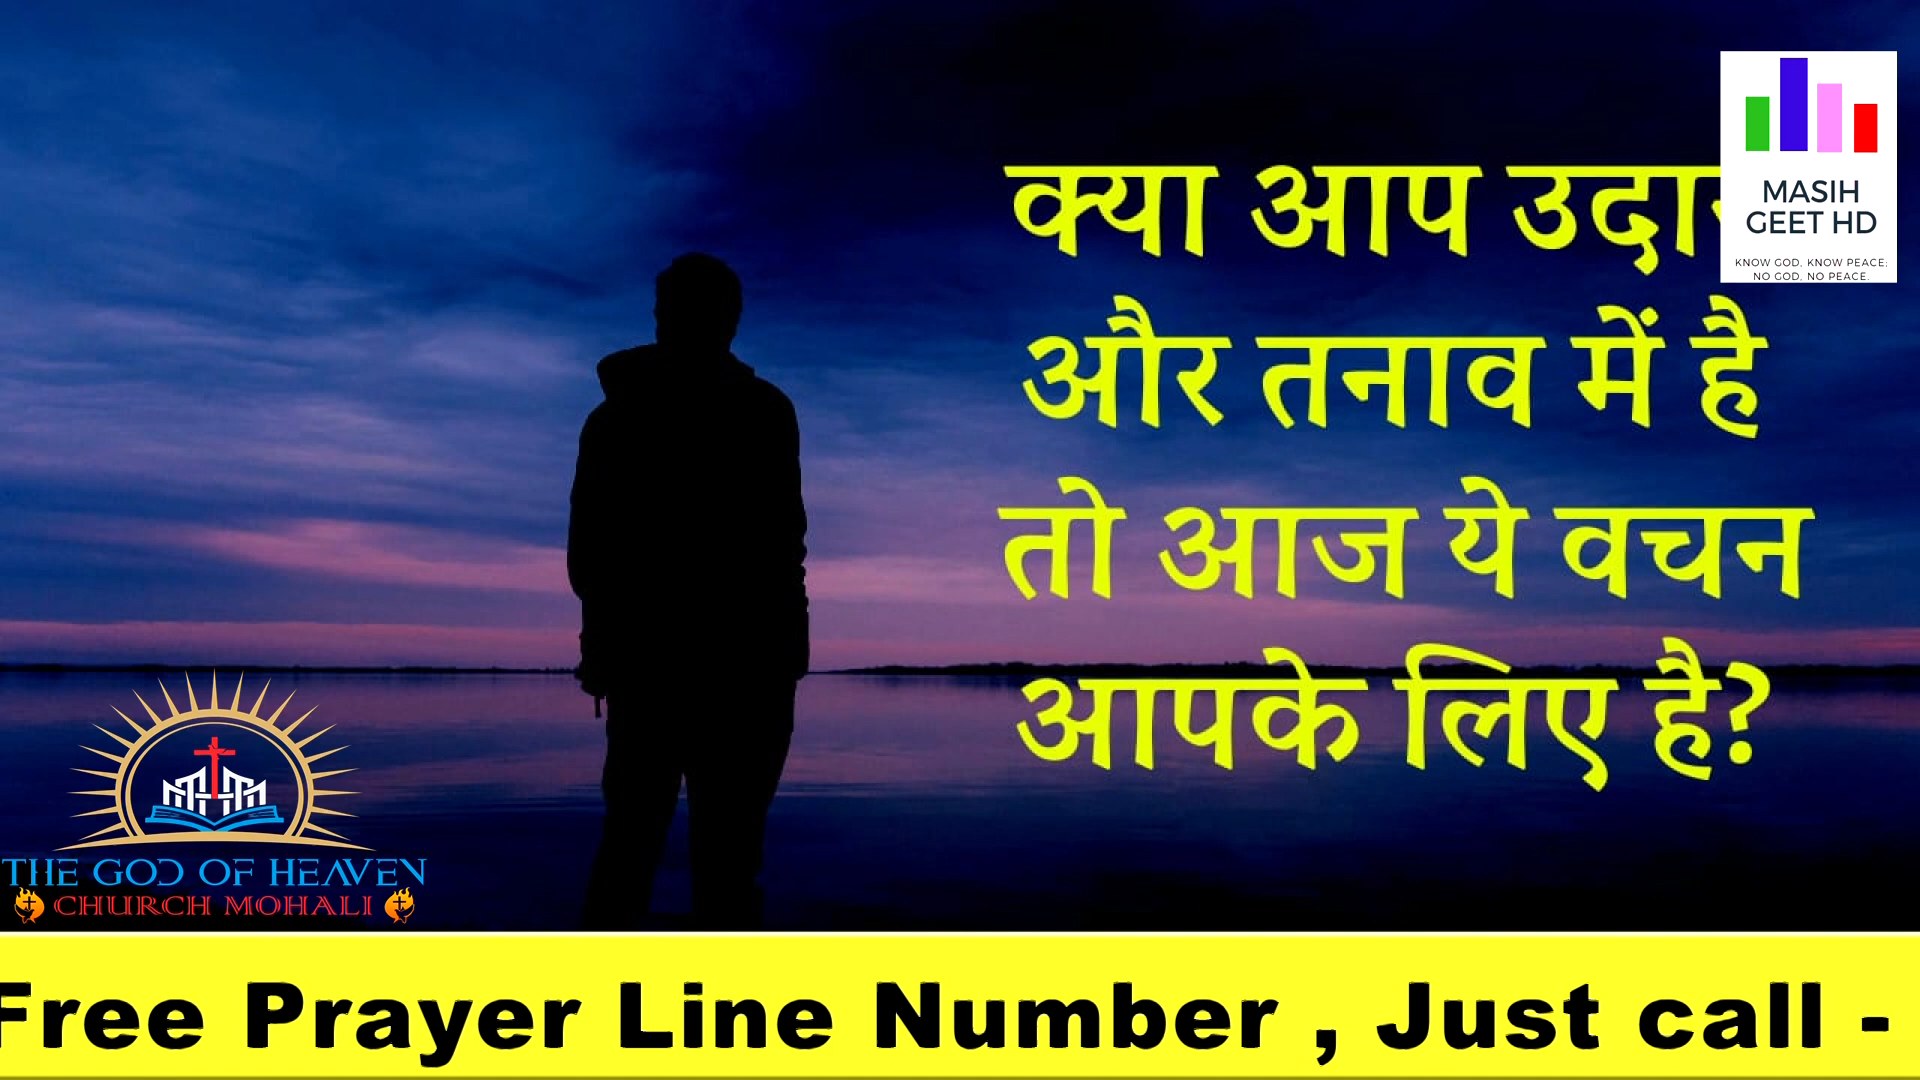 क्या आप
और तनाव में है
तो आज ये वचन
आपके लिए है?
MASIH
GEET HD
KNOW GOD, KNOW PEACE;
NO GOD, NO PEACE.
THE GOD OF HEAVEN
CHURCH MOHALI
Free Prayer Line Number , Just call -